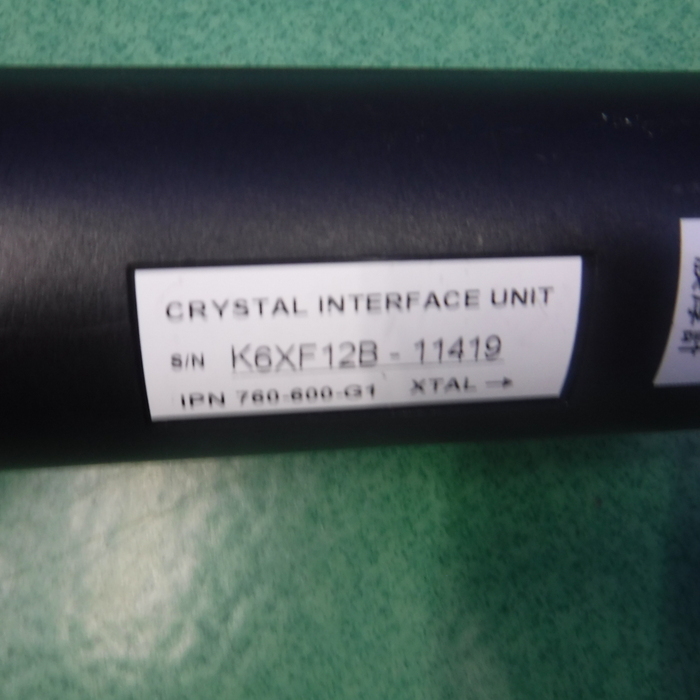 CRYSTAL INTERFACE UNIT
S/N K6XF12B - 11419
IPN 760-600-G1 XTAL →